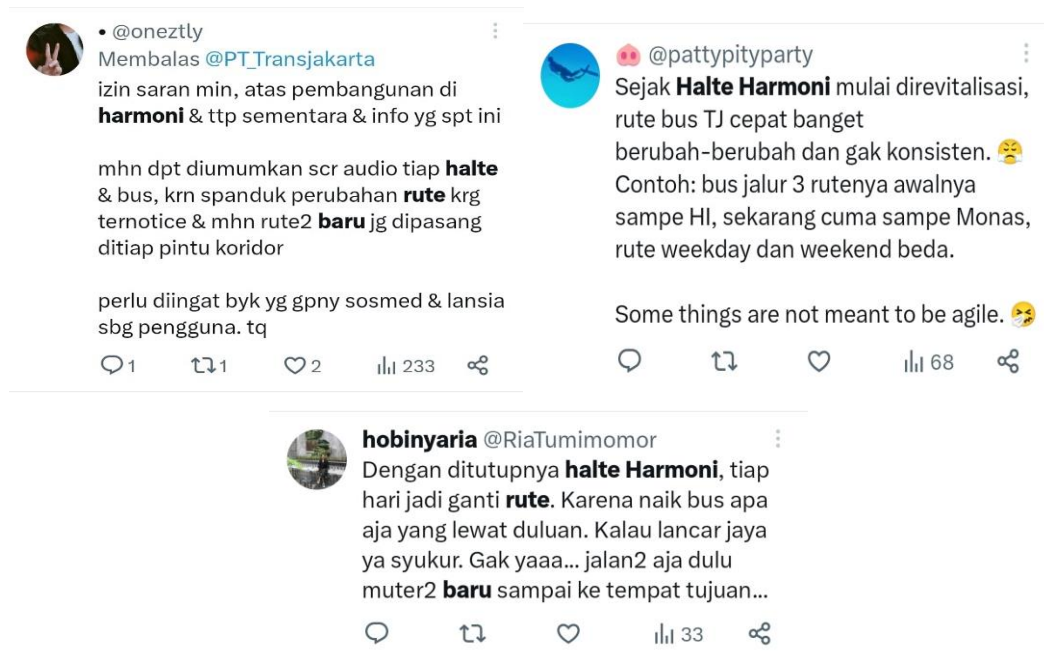 • @oneztly
Membalas @PT_Transjakarta
izin saran min, atas pembangunan di
harmoni & ttp sementara & info yg spt ini
mhn dpt diumumkan scr audio tiap halte
& bus, krn spanduk perubahan rute krg
ternotice & mhn rute2 baru jg dipasang
ditiap pintu koridor
perlu diingat byk yg gpny sosmed & lansia
sbg pengguna. tq
1 1 2 233
🐽 @pattypityparty
Sejak Halte Harmoni mulai direvitalisasi,
rute bus TJ cepat banget
berubah-berubah dan gak konsisten. 😤
Contoh: bus jalur 3 rutenya awalnya
sampe HI, sekarang cuma sampe Monas,
rute weekday dan weekend beda.
Some things are not meant to be agile. 🤧
68
hobinyaria @RiaTumimomor
Dengan ditutupnya halte Harmoni, tiap
hari jadi ganti rute. Karena naik bus apa
aja yang lewat duluan. Kalau lancar jaya
ya syukur. Gak yaaa... jalan2 aja dulu
muter2 baru sampai ke tempat tujuan...
33